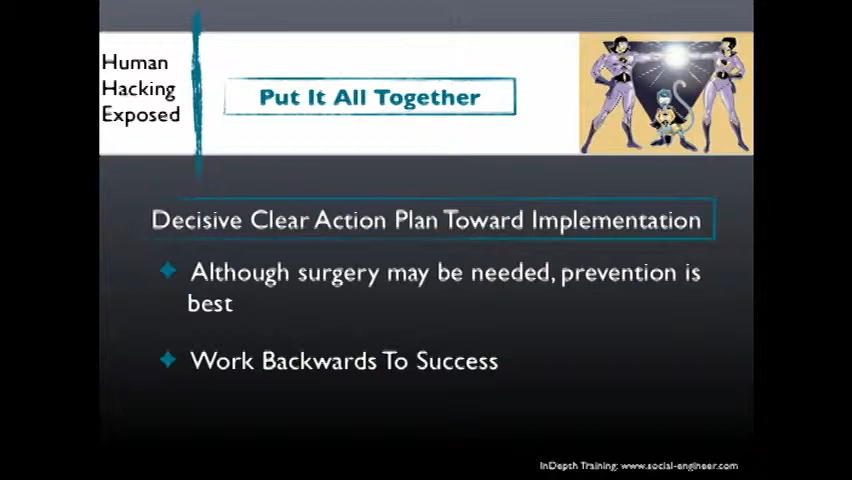 Human
Hacking
Exposed
Put It All Together
Decisive Clear Action Plan Toward Implementation
Although surgery may be needed, prevention is
best
Work Backwards To Success
InDepth Training: www.social-engineer.com